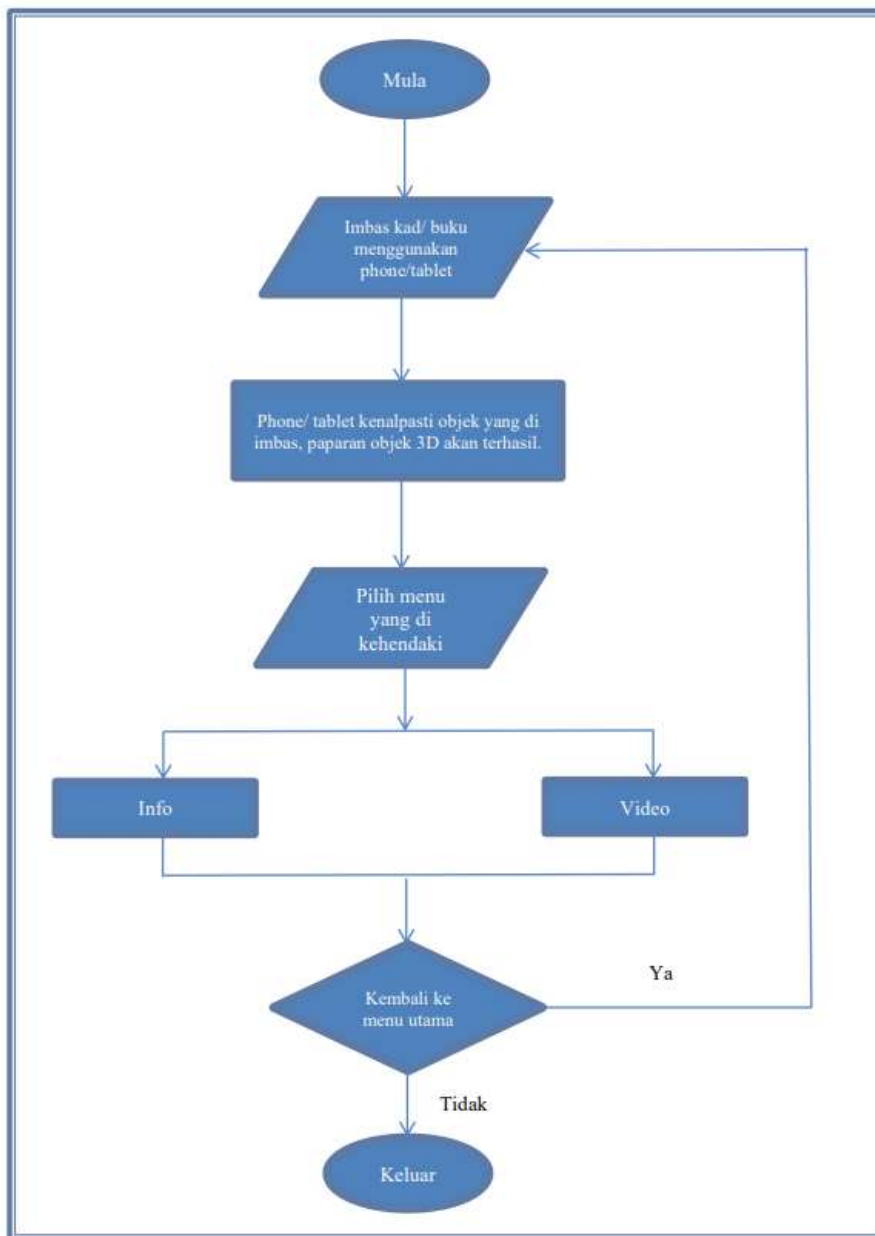 Mula
Imbas kad/ buku
menggunakan
phone/tablet
Phone/ tablet kenalpasti objek yang di
imbas, paparan objek 3D akan terhasil.
Pilih menu
yang di
kehendaki
Info
Video
Kembali ke
menu utama
Ya
Tidak
Keluar